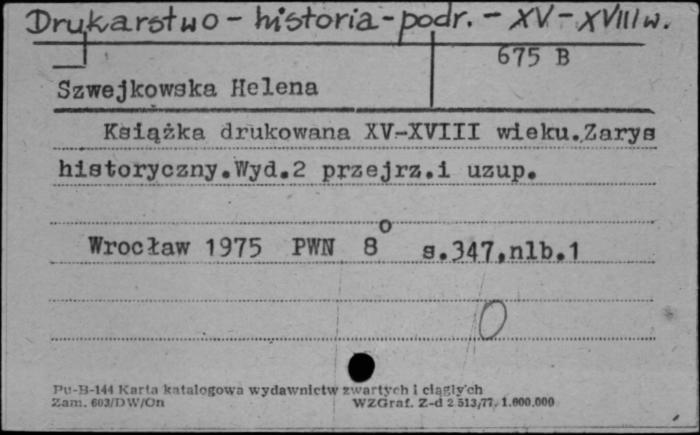 Drukarstwo - historia - podr. - XV - XVIII w.
675 B
Szwejkowska Helena
Książka drukowana XV-XVIII wieku. Zarys
historyczny. Wyd.2 przejrz. i uzup.
Wrocław 1975 PWN 8° s.347,nlb.1
0
Pu-B-144 Karta katalogowa wydawnictw zwartych i ciągłych
Zam. 603/DW/On WZGraf. Z-d 2 513/77. 1.000.000